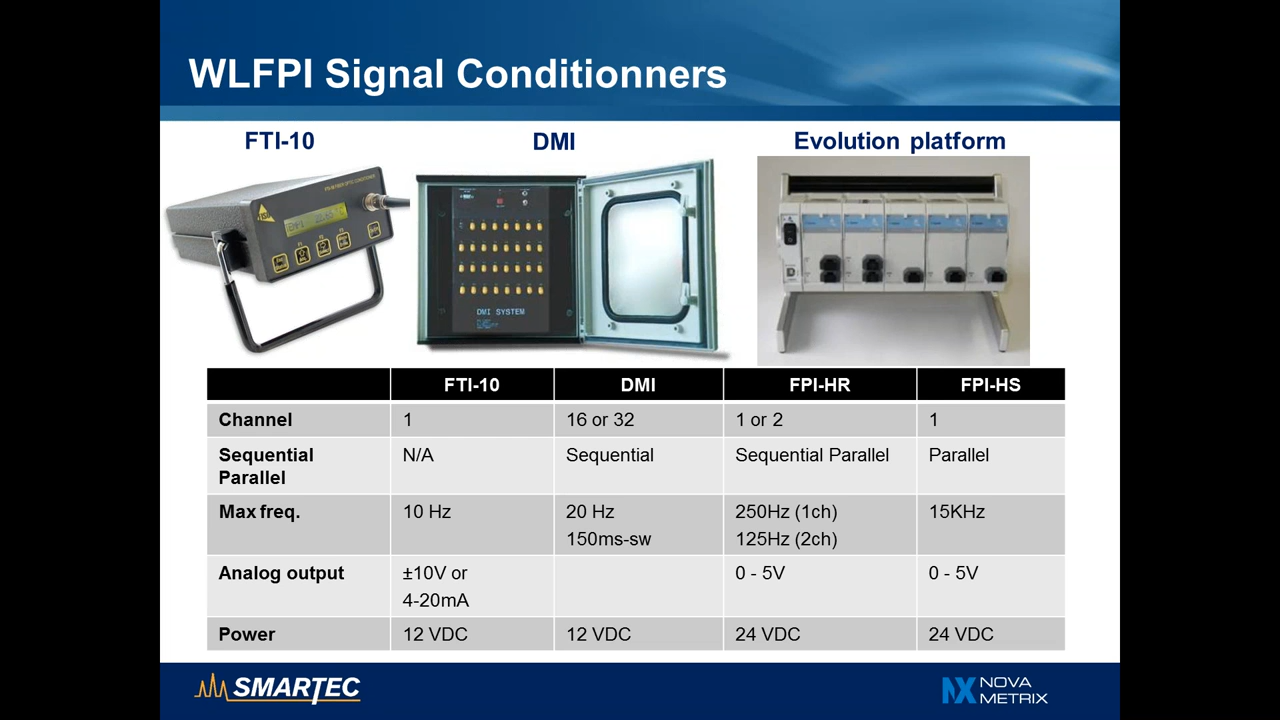 WLFPI Signal Conditionners
FTI-10
DMI
Evolution platform
DMI SYSTEM
FTI-10 DMI FPI-HR FPI-HS
Channel 1 16 or 32 1 or 2 1
Sequential Parallel N/A Sequential Sequential Parallel Parallel
Max freq. 10 Hz 20 Hz 250Hz (1ch) 15KHz
150ms-sw 125Hz (2ch)
Analog output ±10V or 0 - 5V 0 - 5V
4-20mA
Power 12 VDC 12 VDC 24 VDC 24 VDC
SMARTEC
NOVA
METRIX